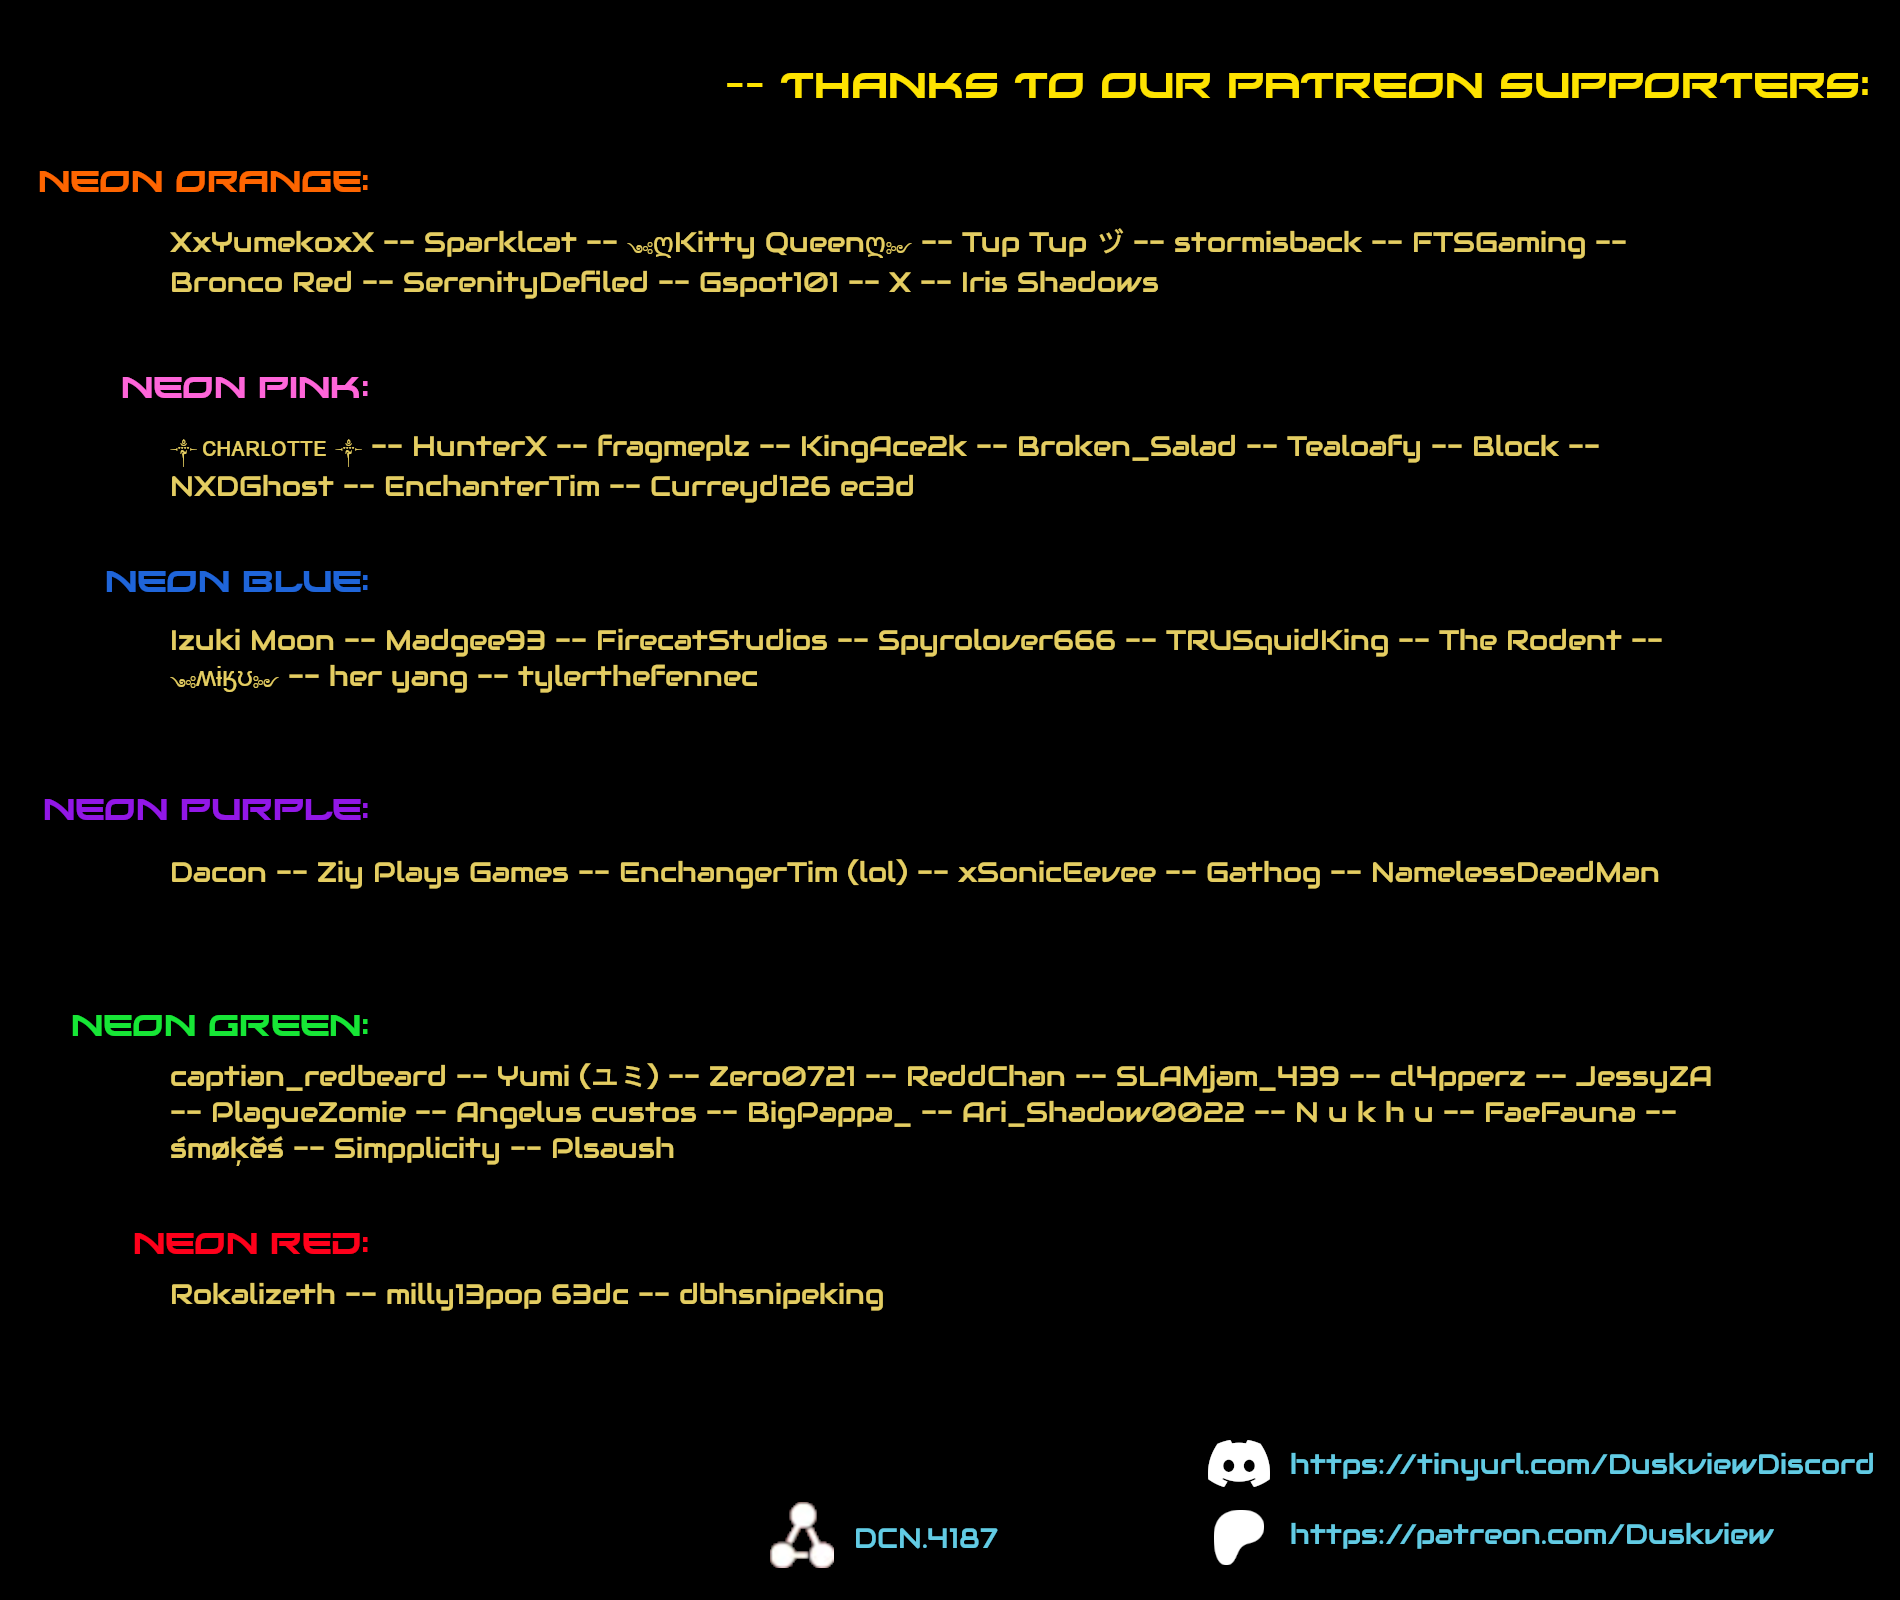 -- THANKS TO OUR PATREON SUPPORTERS:
NEON ORANGE:
XxYumekoxX -- Sparklcat -- ༺ღKitty Queenღ༻ -- Tup Tup ヅ -- stormisback -- FTSGaming --
Bronco Red -- SerenityDefiled -- Gspot101 -- X -- Iris Shadows
NEON PINK:
༒ ᴄʜᴀʀʟᴏᴛᴛᴇ ༒ -- HunterX -- fragmeplz -- KingAce2k -- Broken_Salad -- Tealoafy -- Block --
NXDGhost -- EnchanterTim -- Curreyd126 ec3d
NEON BLUE:
Izuki Moon -- Madgee93 -- FirecatStudios -- Spyrolover666 -- TRUSquidKing -- The Rodent --
༺ʍɨӄʊ༻ -- her yang -- tylerthefennec
NEON PURPLE:
Dacon -- Ziy Plays Games -- EnchangerTim (lol) -- xSonicEevee -- Gathog -- NamelessDeadMan
NEON GREEN:
captian_redbeard -- Yumi (ユミ) -- Zero0721 -- ReddChan -- SLAMjam_439 -- cl4pperz -- JessyZA
-- PlagueZomie -- Angelus custos -- BigPappa_ -- Ari_Shadow0022 -- N u k h u -- FaeFauna --
śmøķěś -- Simpplicity -- Plsaush
NEON RED:
Rokalizeth -- milly13pop 63dc -- dbhsnipeking
https://tinyurl.com/DuskviewDiscord
DCN.4187
https://patreon.com/Duskview